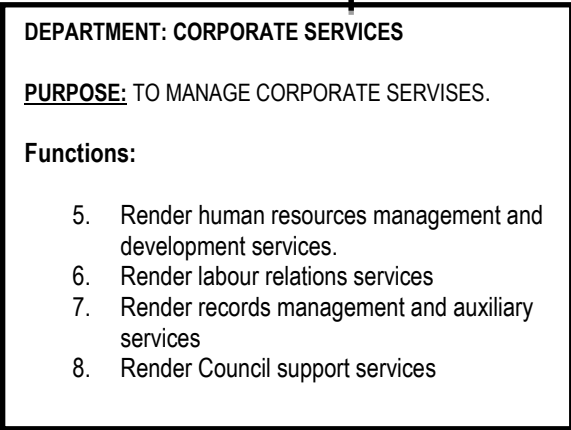 DEPARTMENT: CORPORATE SERVICES
PURPOSE: TO MANAGE CORPORATE SERVISES.
Functions:
5. Render human resources management and
development services.
6. Render labour relations services
7. Render records management and auxiliary
services
8. Render Council support services